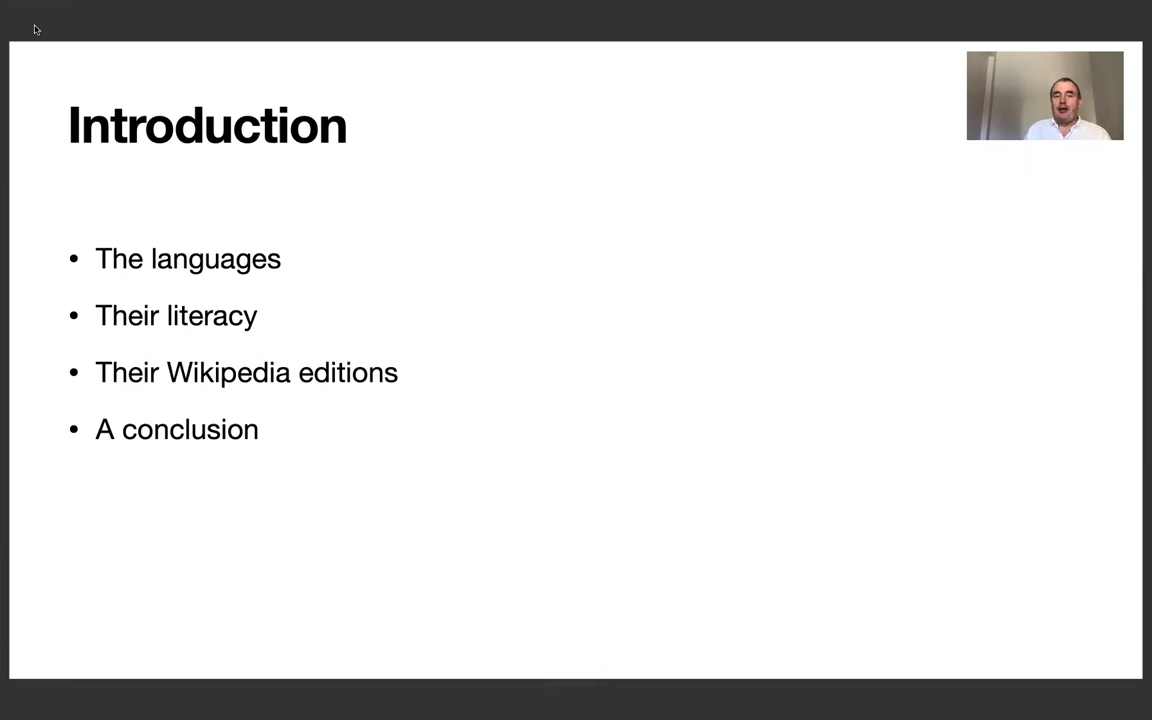 Introduction
• The languages
• Their literacy
• Their Wikipedia editions
• A conclusion